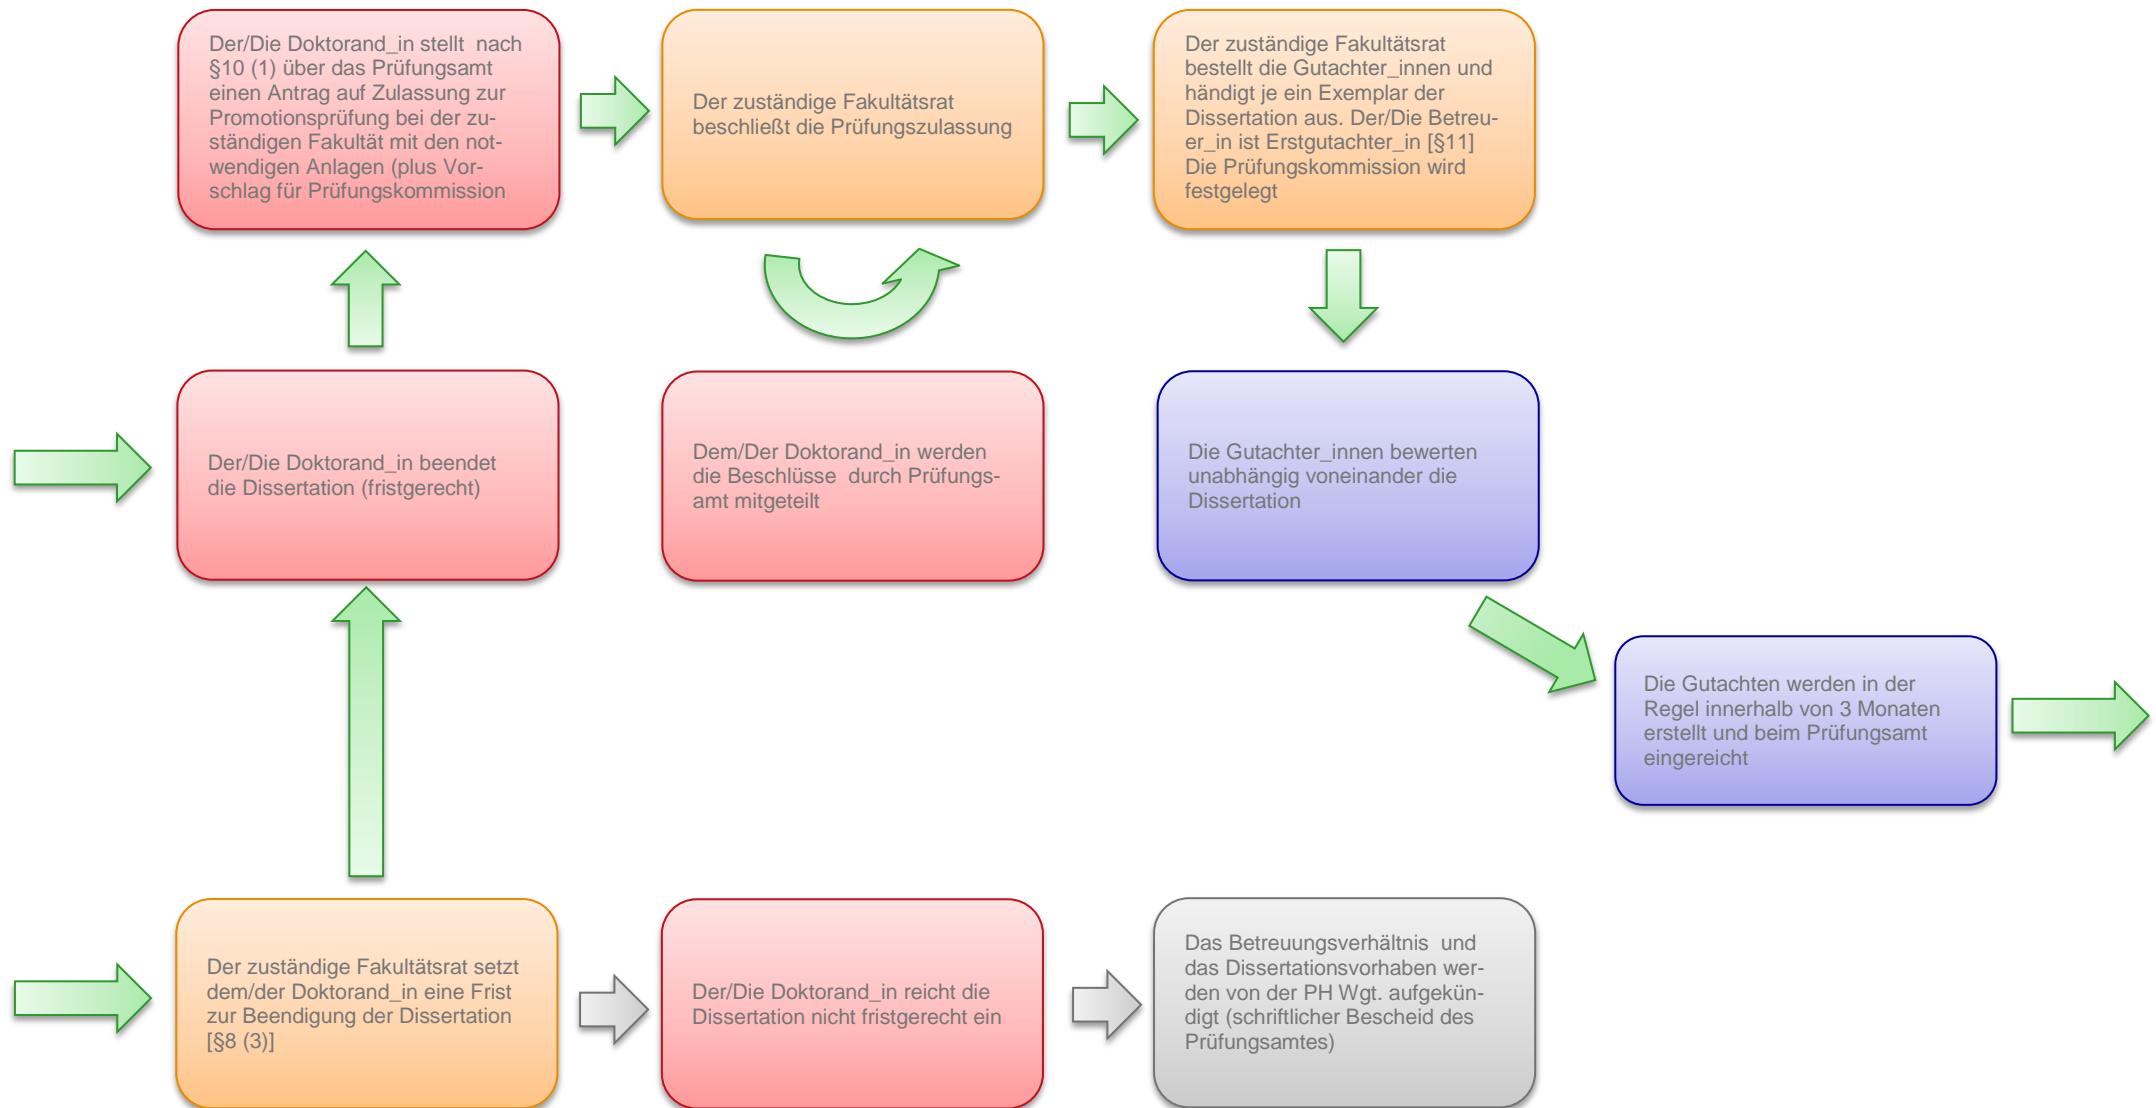 Der/Die Doktorand_in stellt  nach
§10 (1) über das Prüfungsamt
einen Antrag auf Zulassung zur
Promotionsprüfung bei der zu-
ständigen Fakultät mit den not-
wendigen Anlagen (plus Vor-
schlag für Prüfungskommission
Der zuständige Fakultätsrat
beschließt die Prüfungszulassung
Der zuständige Fakultätsrat
bestellt die Gutachter_innen und
händigt je ein Exemplar der
Dissertation aus. Der/Die Betreu-
er_in ist Erstgutachter_in [§11]
Die Prüfungskommission wird
festgelegt
Der/Die Doktorand_in beendet
die Dissertation (fristgerecht)
Dem/Der Doktorand_in werden
die Beschlüsse  durch Prüfungs-
amt mitgeteilt
Die Gutachter_innen bewerten
unabhängig voneinander die
Dissertation
Die Gutachten werden in der
Regel innerhalb von 3 Monaten
erstellt und beim Prüfungsamt
eingereicht
Der zuständige Fakultätsrat setzt
dem/der Doktorand_in eine Frist
zur Beendigung der Dissertation
[§8 (3)]
Der/Die Doktorand_in reicht die
Dissertation nicht fristgerecht ein
Das Betreuungsverhältnis  und
das Dissertationsvorhaben wer-
den von der PH Wgt. aufgekün-
digt (schriftlicher Bescheid des
Prüfungsamtes)